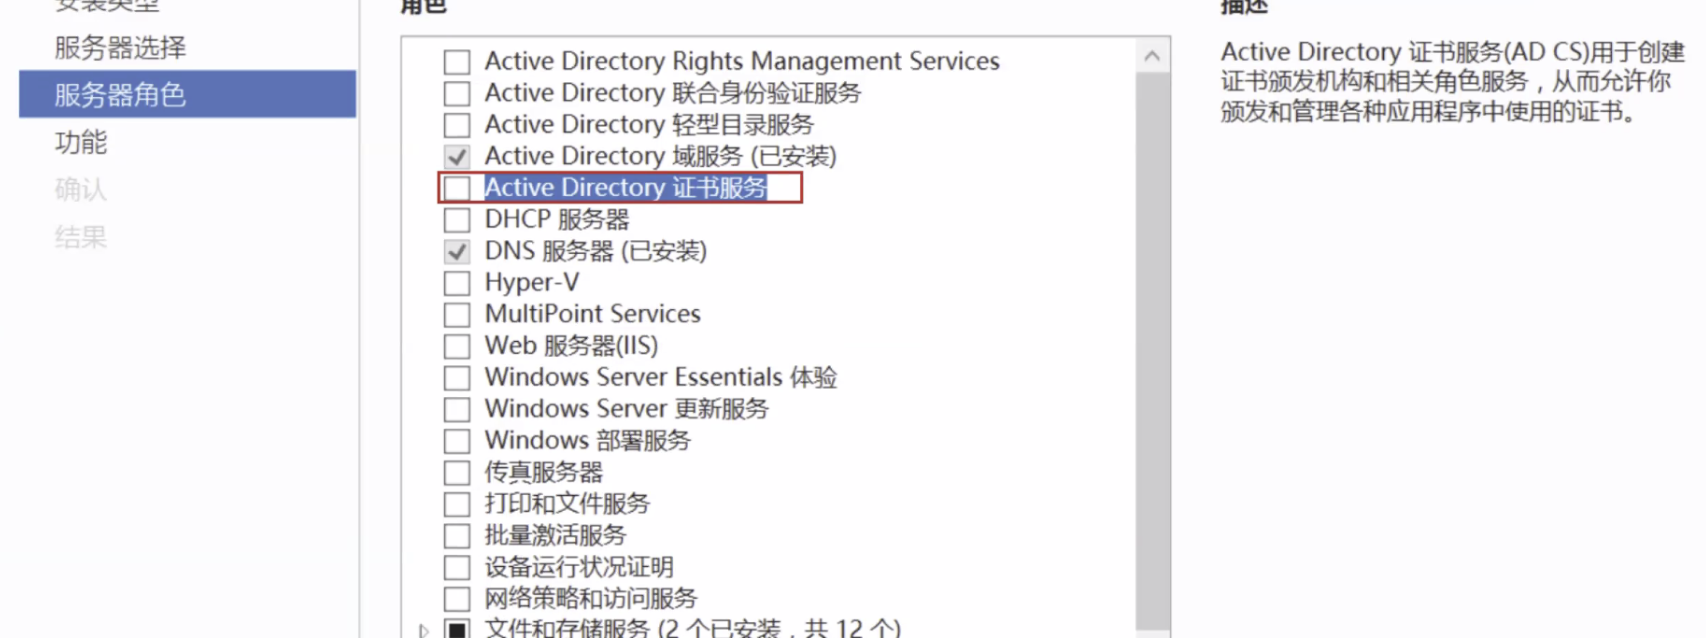 安装类型
服务器选择
服务器角色
功能
确认
结果
角色
Active Directory Rights Management Services
Active Directory 联合身份验证服务
Active Directory 轻型目录服务
Active Directory 域服务 (已安装)
Active Directory 证书服务
DHCP 服务器
DNS 服务器 (已安装)
Hyper-V
MultiPoint Services
Web 服务器(IIS)
Windows Server Essentials 体验
Windows Server 更新服务
Windows 部署服务
传真服务器
打印和文件服务
批量激活服务
设备运行状况证明
网络策略和访问服务
文件和存储服务 (2 个已安装，共 12 个)
描述
Active Directory 证书服务(AD CS)用于创建
证书颁发机构和相关角色服务，从而允许你
颁发和管理各种应用程序中使用的证书。